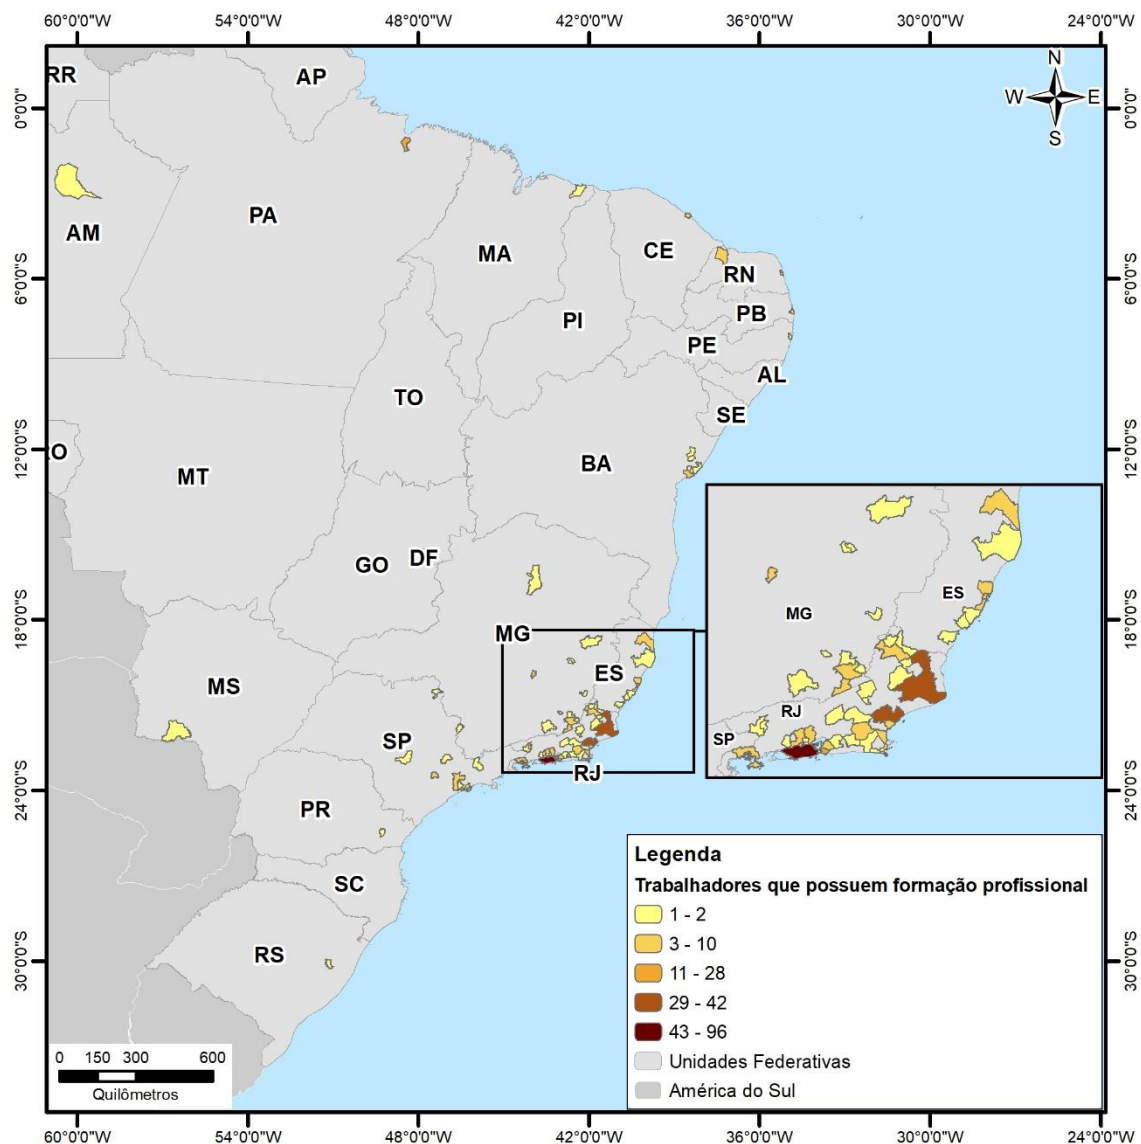 60°0'0"W 54°0'0"W 48°0'0"W 42°0'0"W 36°0'0"W 30°0'0"W 24°0'0"W
N
W E
S
0°0'0"
6°0'0"S
12°0'0"S
18°0'0"S
24°0'0"S
30°0'0"S
0°0'0"
6°0'0"S
12°0'0"S
18°0'0"S
24°0'0"S
30°0'0"S
RR
AP
AM
PA
MA
CE
RN
PB
PI
PE
AL
TO
SE
O
MT
BA
GO
DF
MG
ES
MS
SP
RJ
PR
SC
RS
ES
MG
RJ
SP
Legenda
Trabalhadores que possuem formação profissional
1 - 2
3 - 10
11 - 28
29 - 42
43 - 96
Unidades Federativas
América do Sul
0 150 300 600
Quilômetros
60°0'0"W 54°0'0"W 48°0'0"W 42°0'0"W 36°0'0"W 30°0'0"W 24°0'0"W